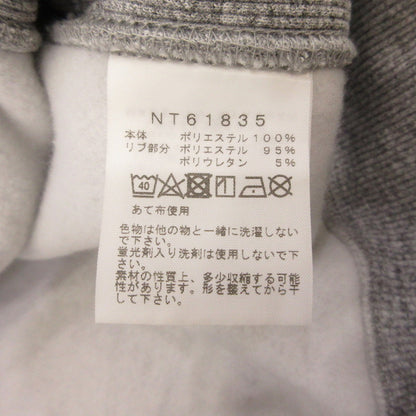 NT61835
本体 ポリエステル 100%
リブ部分 ポリエステル 95%
ポリウレタン 5%
40
あて布使用
色物は他の物と一緒に洗濯しない
で下さい。
蛍光剤入り洗剤は使用しないで下
さい。
素材の性質上、多少収縮する可能
性があります。形を整えてから干
して下さい。